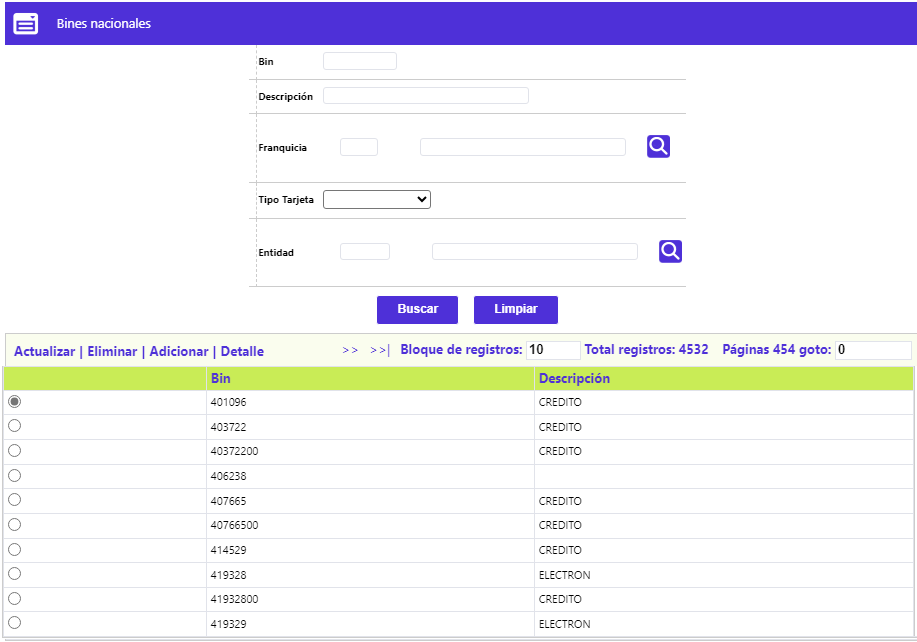 Bines nacionales
Bin
Descripción
Franquicia
Tipo Tarjeta
Entidad
Buscar Limpiar
Actualizar | Eliminar | Adicionar | Detalle >> >>| Bloque de registros: 10 Total registros: 4532 Páginas 454 goto: 0
Bin Descripción
401096 CREDITO
403722 CREDITO
40372200 CREDITO
406238
407665 CREDITO
40766500 CREDITO
414529 CREDITO
419328 ELECTRON
41932800 CREDITO
419329 ELECTRON